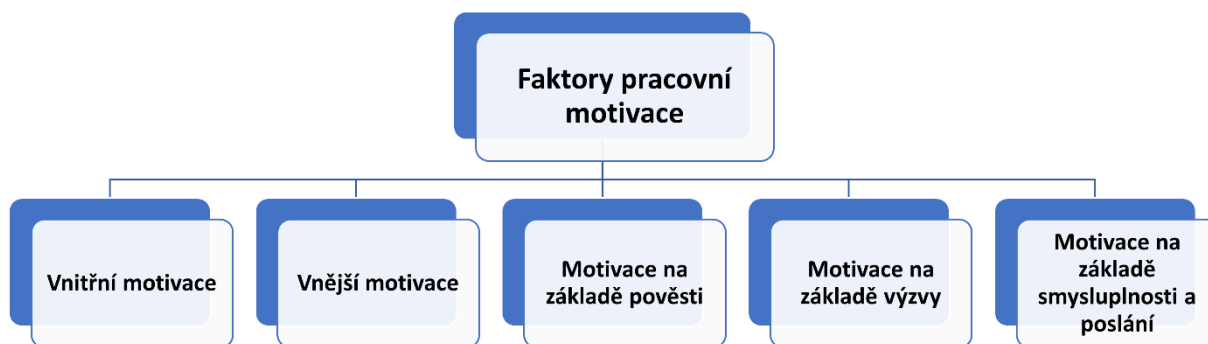 Faktory pracovní
motivace
Vnitřní motivace
Vnější motivace
Motivace na
základě pověsti
Motivace na
základě výzvy
Motivace na
základě
smysluplnosti a
poslání